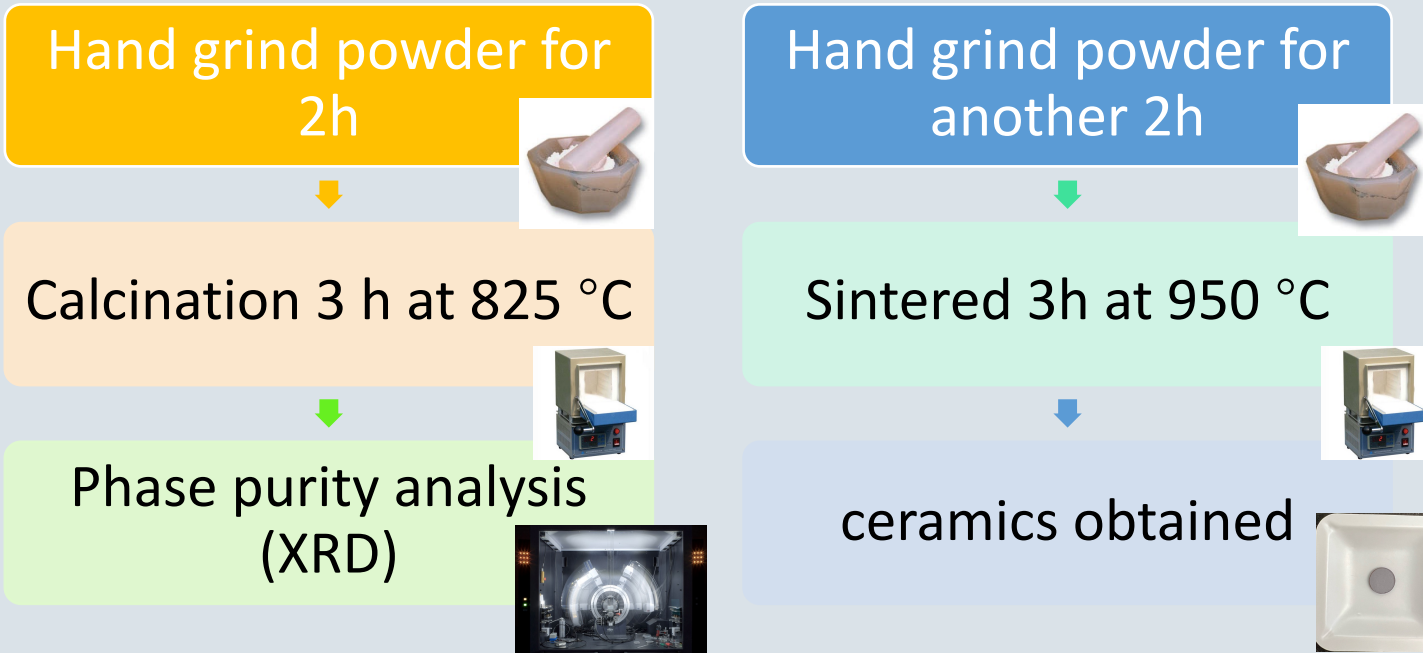 Hand grind powder for
2h
Calcination 3 h at 825 °C
Phase purity analysis
(XRD)
Hand grind powder for
another 2h
Sintered 3h at 950 °C
ceramics obtained